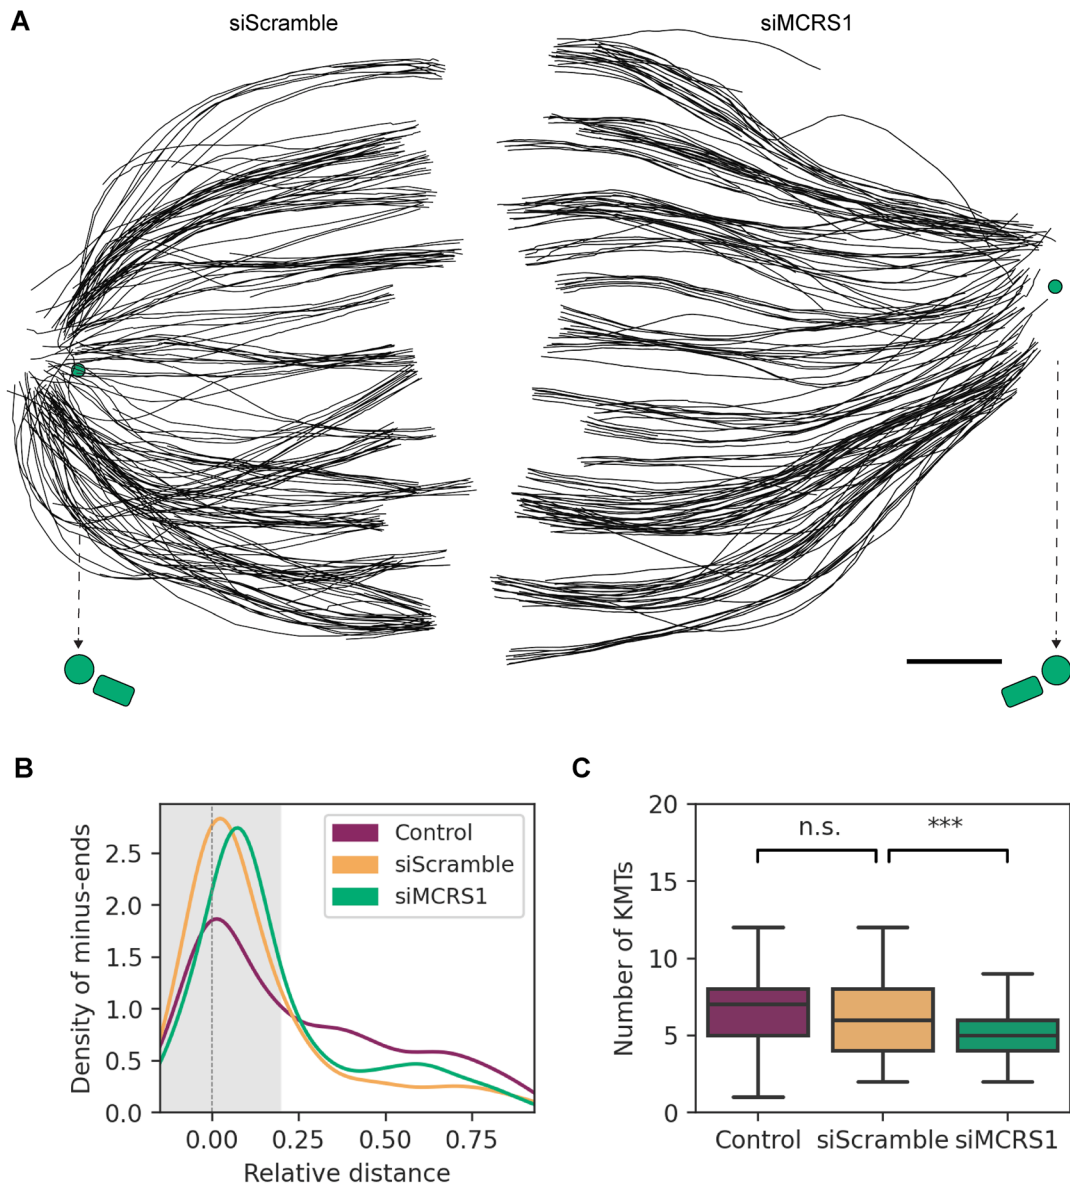 A
siScramble
siMCRS1
B
Density of minus-ends
2.5
2.0
1.5
1.0
0.5
0.0
0.00
0.25
0.50
0.75
Relative distance
Control
siScramble
siMCRS1
C
Number of KMTs
20
15
10
5
0
n.s.
***
Control
siScramble
siMCRS1